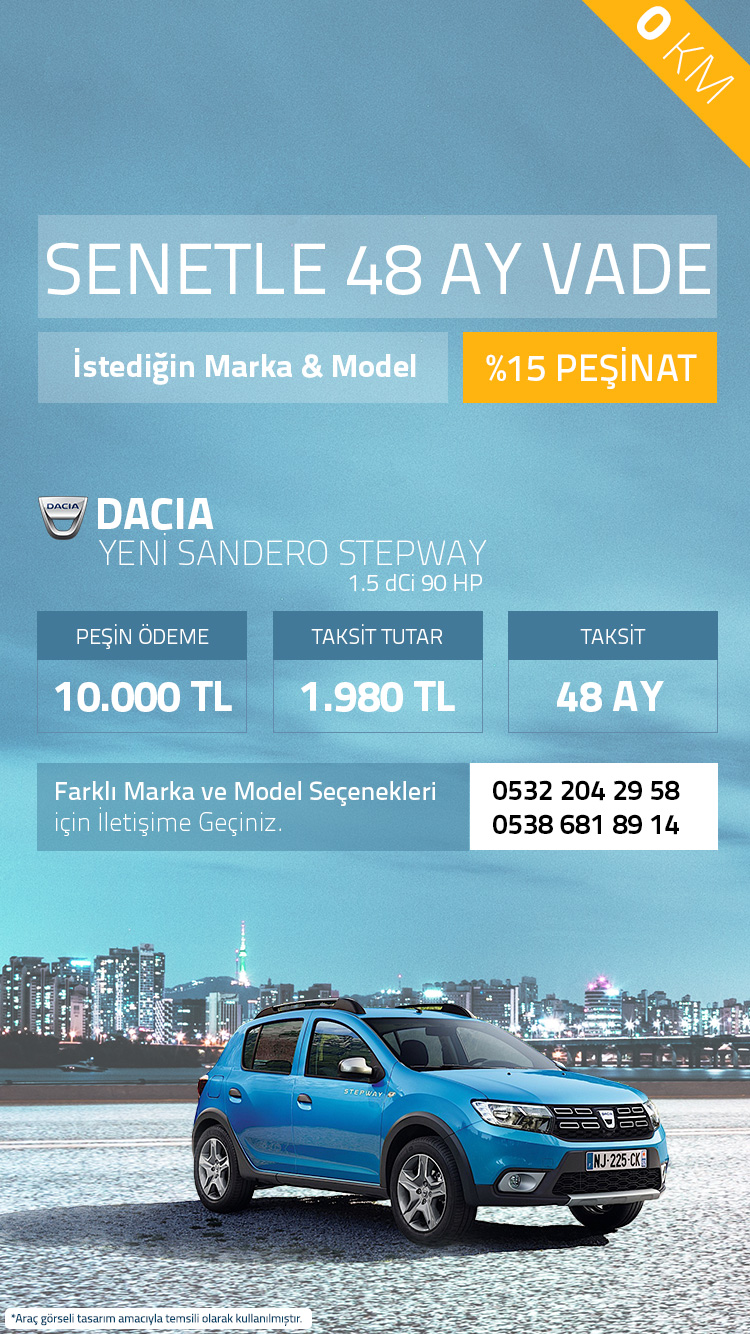 0 KM
SENETLE 48 AY VADE
İstediğin Marka & Model
%15 PEŞİNAT
DACIA
DACIA
YENİ SANDERO STEPWAY
1.5 dCi 90 HP
PEŞİN ÖDEME
TAKSİT TUTAR
TAKSİT
10.000 TL
1.980 TL
48 AY
Farklı Marka ve Model Seçenekleri
için İletişime Geçiniz.
0532 204 29 58
0538 681 89 14
STEPWAY
NJ-225-CK
*Araç görseli tasarım amacıyla temsili olarak kullanılmıştır.